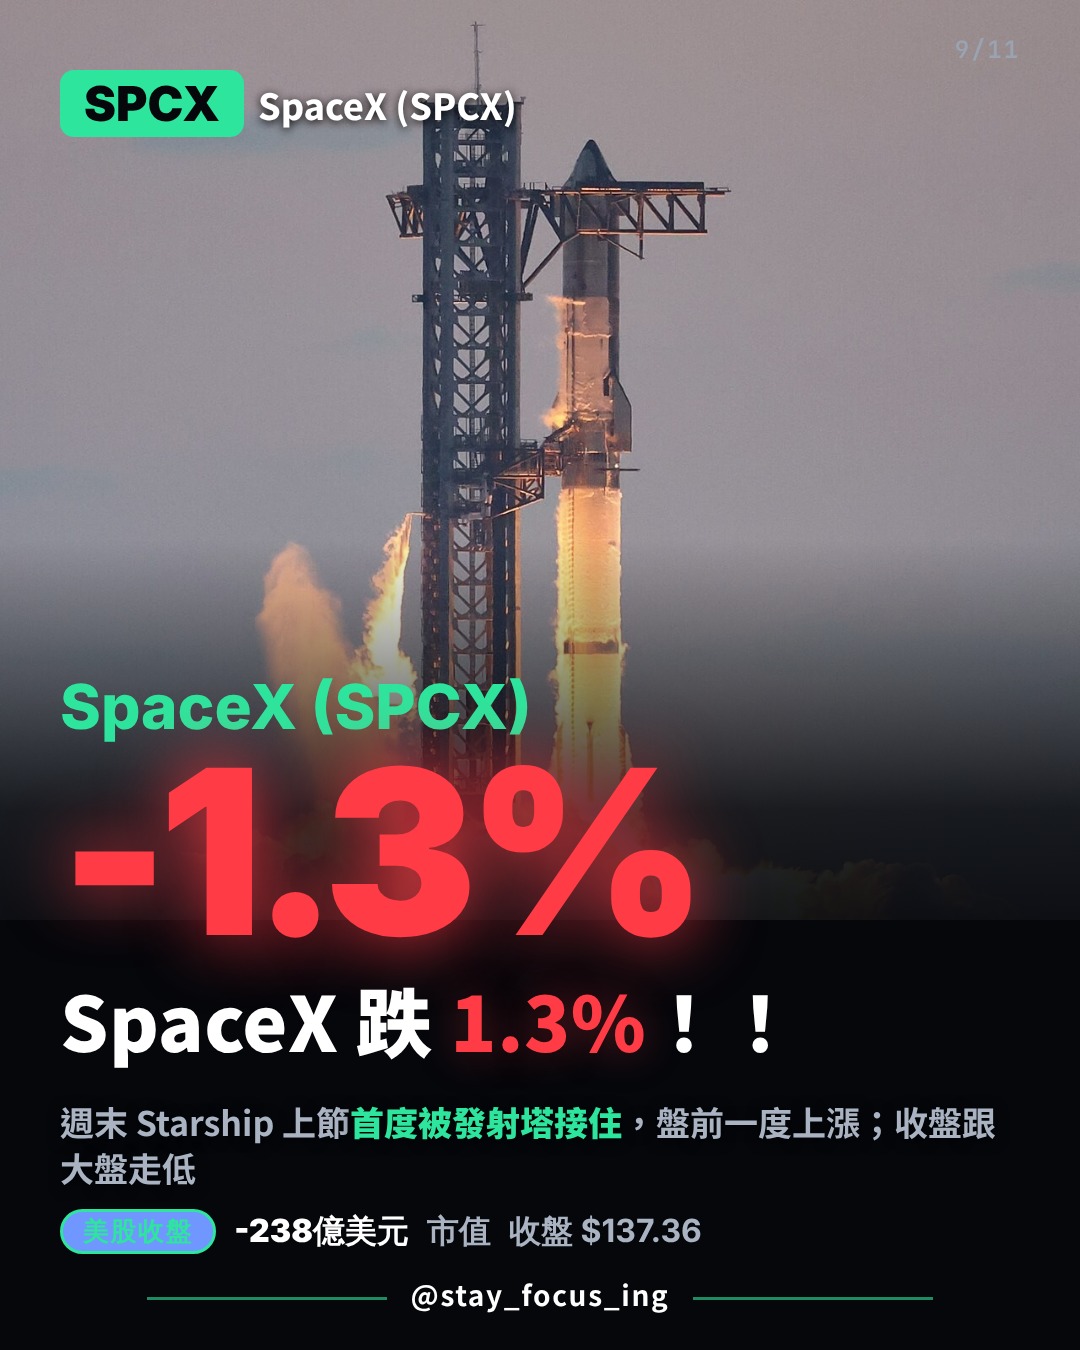 9/11
SPCX SpaceX (SPCX)
SpaceX (SPCX)
-1.3%
SpaceX 跌 1.3%！！
週末 Starship 上節首度被發射塔接住，盤前一度上漲；收盤跟
大盤走低
美股收盤 -238億美元 市值 收盤 $137.36
@stay_focus_ing